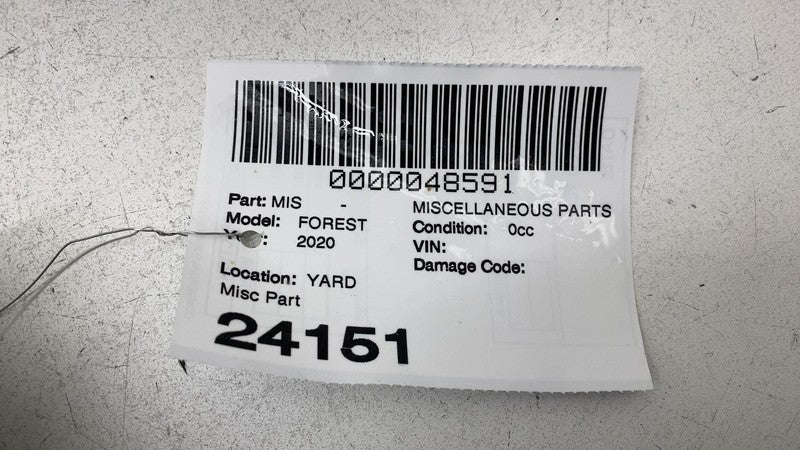 0000048591
Part: MIS - MISCELLANEOUS PARTS
Model: FOREST Condition: 0cc
2020 VIN:
Damage Code:
Location: YARD
Misc Part
24151